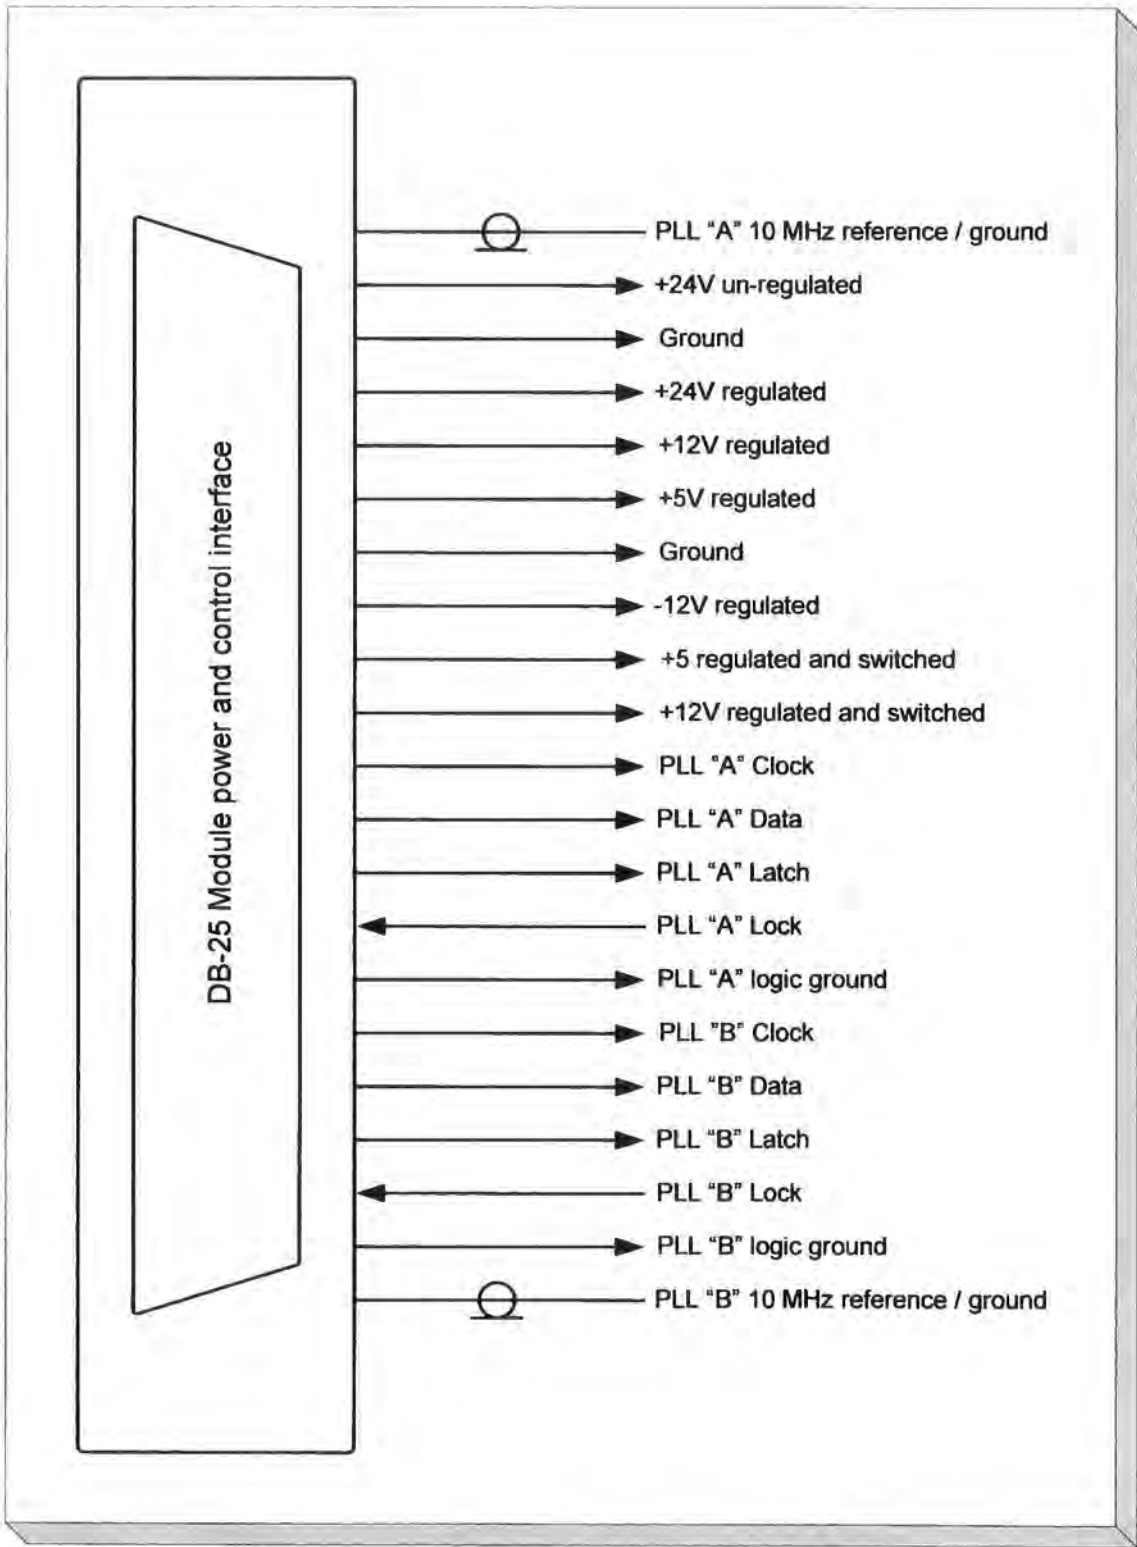 DB-25 Module power and control interface
PLL “A” 10 MHz reference / ground
+24V un-regulated
Ground
+24V regulated
+12V regulated
+5V regulated
Ground
-12V regulated
+5 regulated and switched
+12V regulated and switched
PLL “A” Clock
PLL “A” Data
PLL “A” Latch
PLL “A” Lock
PLL “A” logic ground
PLL “B” Clock
PLL “B” Data
PLL “B” Latch
PLL “B” Lock
PLL “B” logic ground
PLL “B” 10 MHz reference / ground